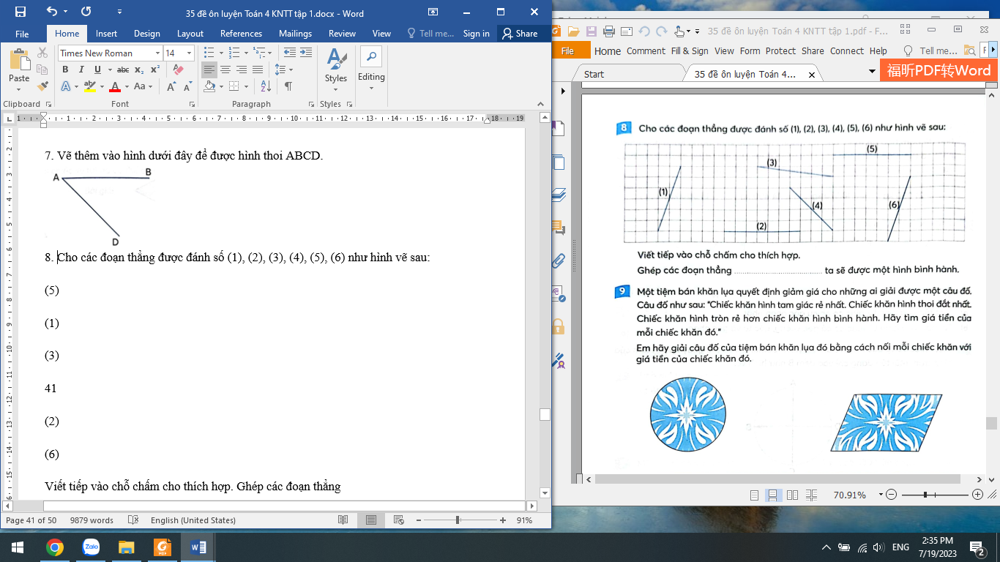 35 đề ôn luyện Toán 4 KNTT tập 1.docx - Word
File Home Insert Design Layout References Mailings Review View Tell me... Sign in Share
Times New Roman 14
Paste
B I U abc x₂ x² Styles Editing
Clipboard Font Paragraph Styles
7. Vẽ thêm vào hình dưới đây để được hình thoi ABCD.
A B
D
8. Cho các đoạn thẳng được đánh số (1), (2), (3), (4), (5), (6) như hình vẽ sau:
(5)
(1)
(3)
41
(2)
(6)
Viết tiếp vào chỗ chấm cho thích hợp. Ghép các đoạn thẳng
Page 41 of 50 9879 words English (United States) 91%
35 đề ôn luyện Toán 4 KNTT tập 1.pdf - F...
File Home Comment Fill & Sign View Form Protect Share Connect Help Tell me...
Start 35 đề ôn luyện Toán 4... 福昕PDF转Word
8 Cho các đoạn thẳng được đánh số (1), (2), (3), (4), (5), (6) như hình vẽ sau:
(5)
(3)
(1) (4) (6)
(2)
Viết tiếp vào chỗ chấm cho thích hợp.
Ghép các đoạn thẳng ........................................ ta sẽ được một hình bình hành.
9 Một tiệm bán khăn lụa quyết định giảm giá cho những ai giải được một câu đố.
Câu đố như sau: "Chiếc khăn hình tam giác rẻ nhất. Chiếc khăn hình thoi đắt nhất.
Chiếc khăn hình tròn rẻ hơn chiếc khăn hình bình hành. Hãy tìm giá tiền của
mỗi chiếc khăn đó."
Em hãy giải câu đố của tiệm bán khăn lụa đó bằng cách nối mỗi chiếc khăn với
giá tiền của chiếc khăn đó.
70.91%
Zalo PDF ENG 2:35 PM
7/19/2023 2